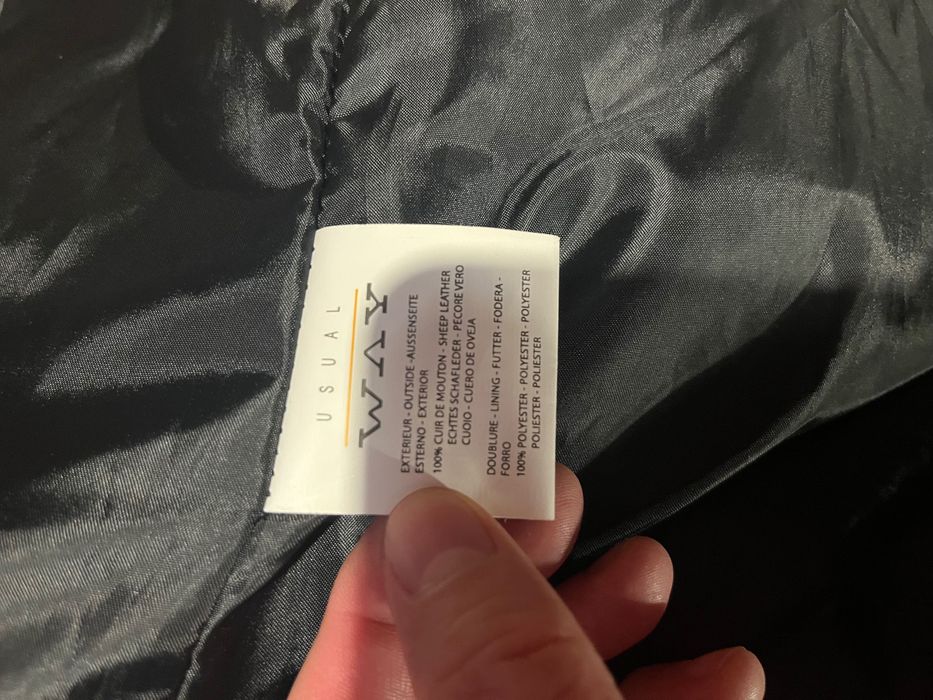 USUAL
WAY
EXTERIEUR - OUTSIDE -AUSSENSEITE
ESTERNO - EXTERIOR
100% CUIR DE MOUTON - SHEEP LEATHER
ECHTES SCHAFLEDER - PECORE VERO
CUOIO - CUERO DE OVEJA
DOUBLURE - LINING - FUTTER - FODERA -
FORRO
100% POLYESTER - POLYESTER - POLYESTER
POLIESTER - POLIESTER